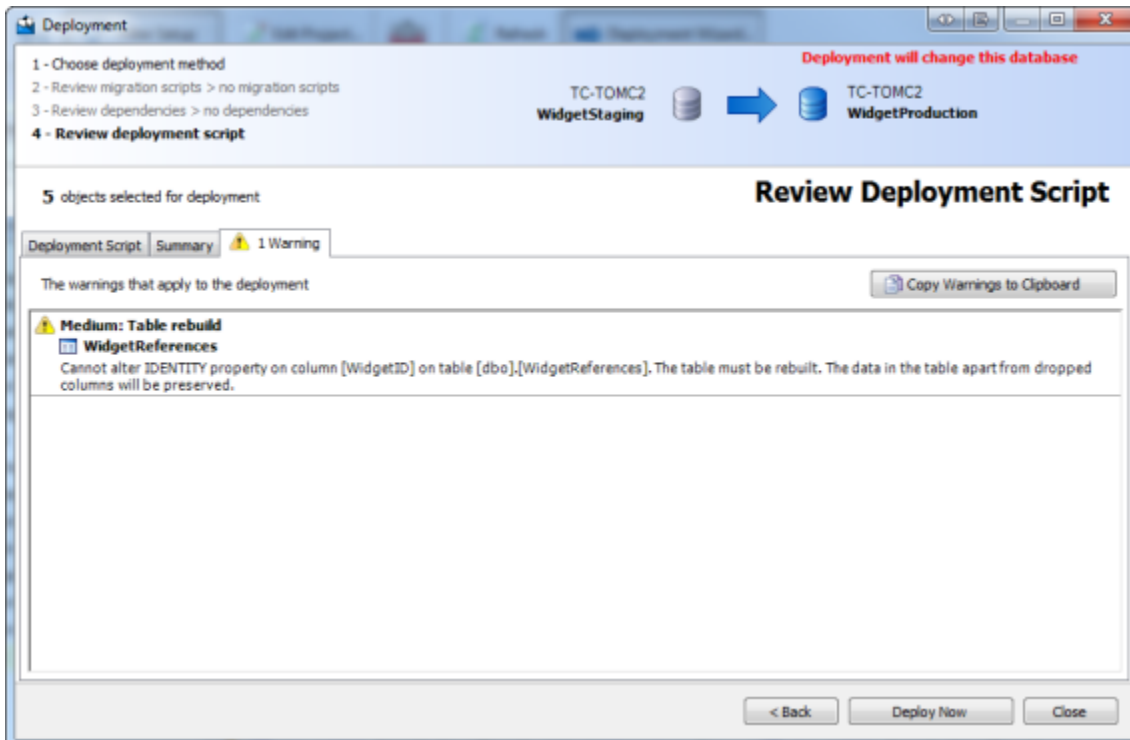 Deployment
1 - Choose deployment method
2 - Review migration scripts > no migration scripts
3 - Review dependencies > no dependencies
4 - Review deployment script
Deployment will change this database
TC-TOMC2
WidgetStaging
TC-TOMC2
WidgetProduction
5 objects selected for deployment
Review Deployment Script
Deployment Script
Summary
1 Warning
The warnings that apply to the deployment
Copy Warnings to Clipboard
Medium: Table rebuild
WidgetReferences
Cannot alter IDENTITY property on column [WidgetID] on table [dbo].[WidgetReferences]. The table must be rebuilt. The data in the table apart from dropped
columns will be preserved.
< Back
Deploy Now
Close